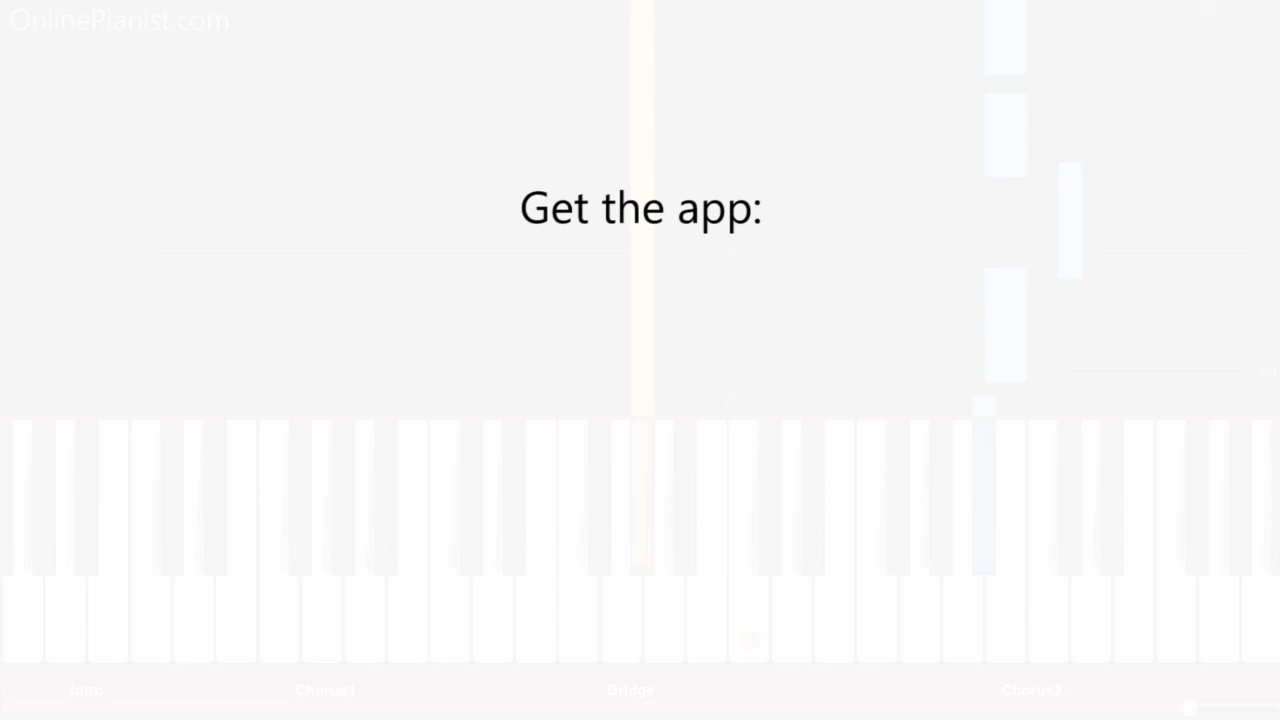 OnlinePianist.com
Get the app:
Intro
Chorus1
Bridge
Chorus2